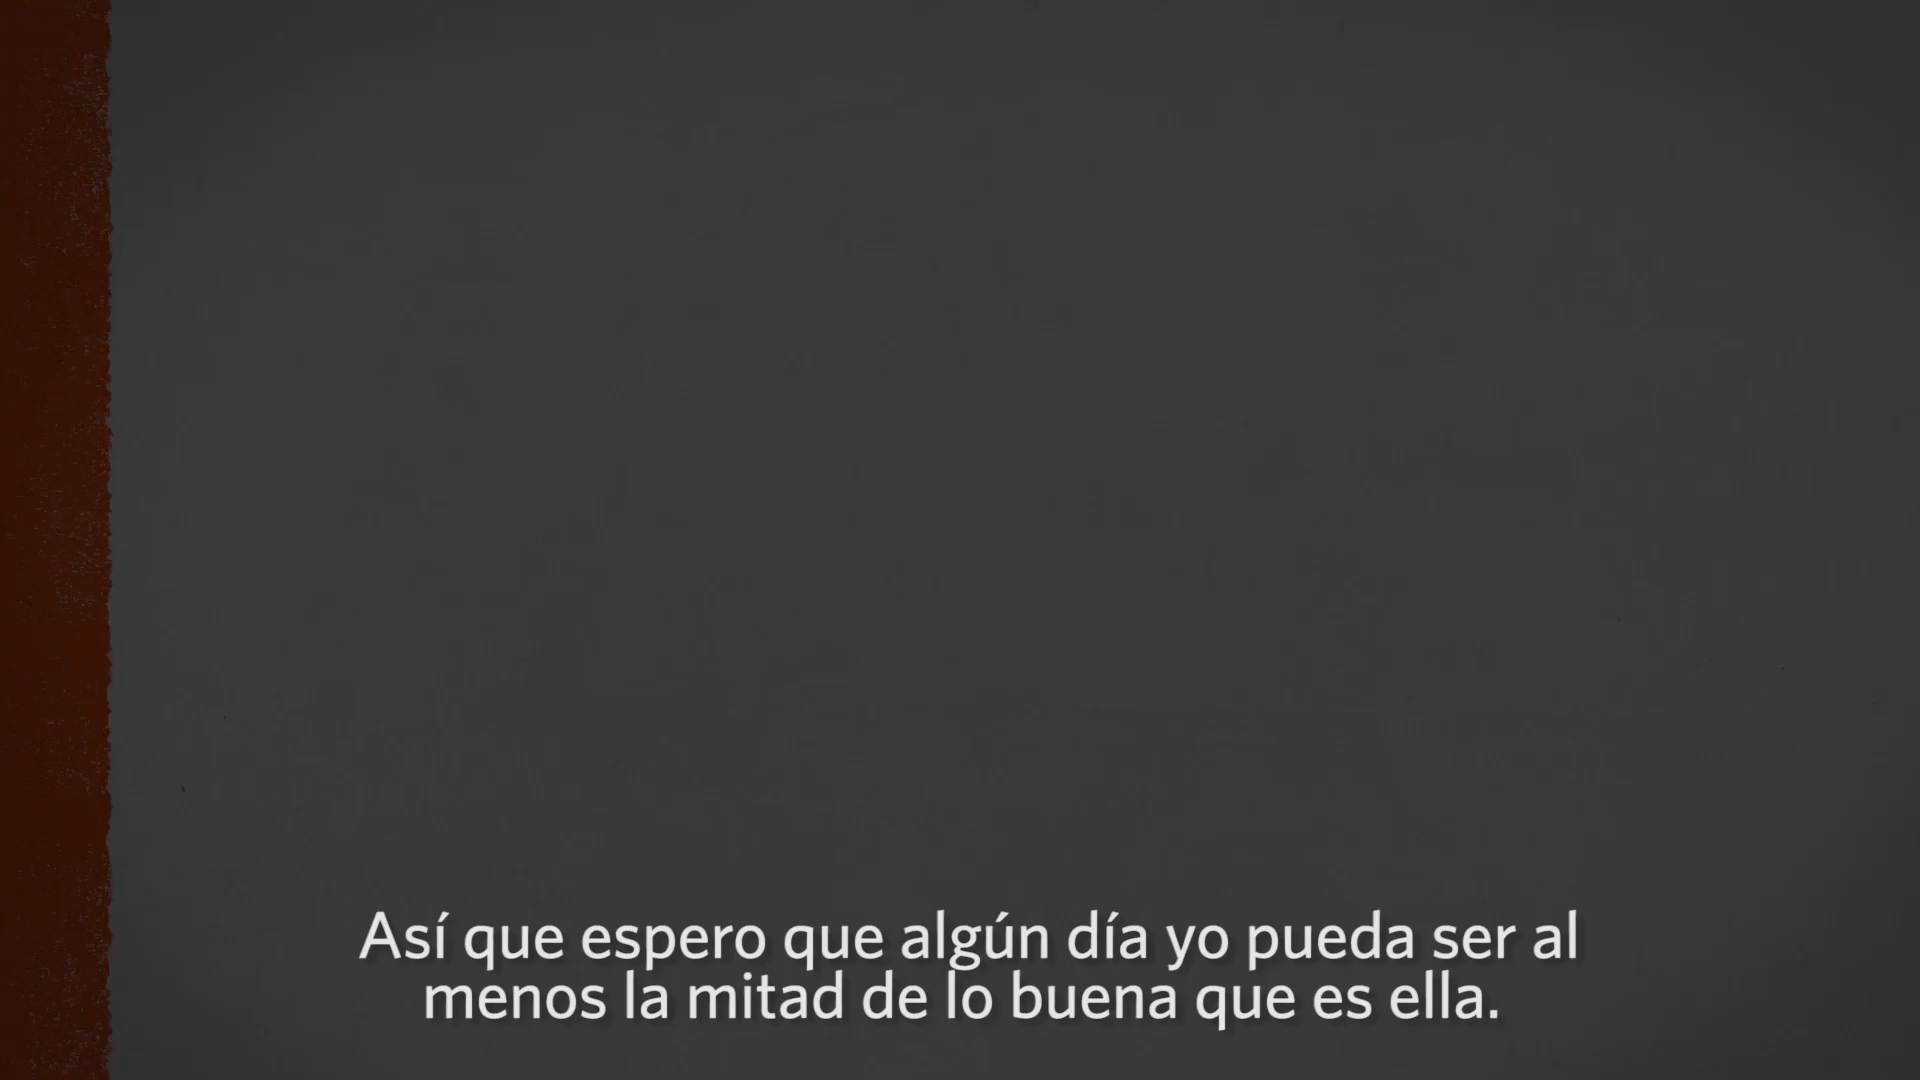 Así que espero que algún día yo pueda ser al
menos la mitad de lo buena que es ella.